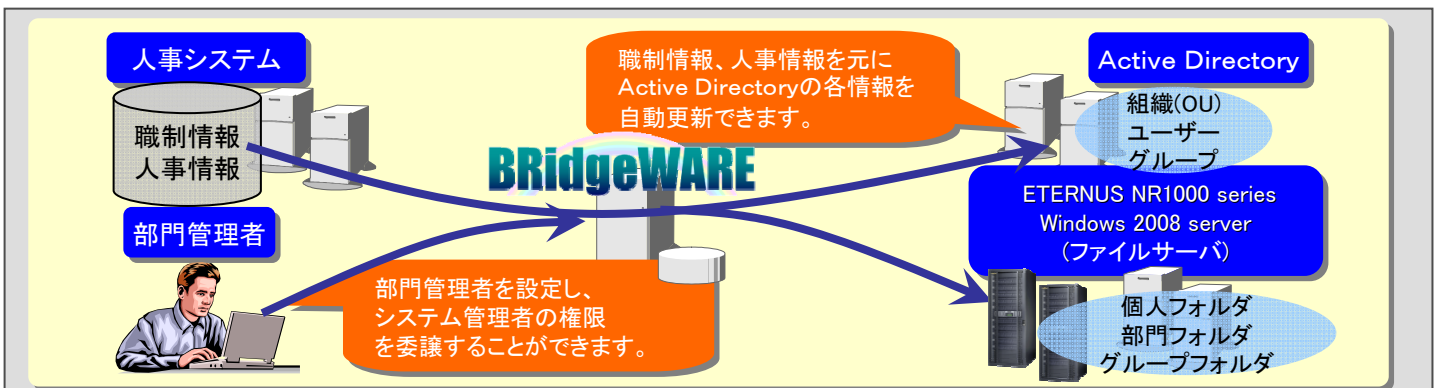 人事システム
職制情報
人事情報
部門管理者
職制情報、人事情報を元に
Active Directoryの各情報を
自動更新できます。
BRidgeWARE
部門管理者を設定し、
システム管理者の権限
を委譲することができます。
Active Directory
組織(OU)
ユーザー
グループ
ETERNUS NR1000 series
Windows 2008 server
(ファイルサーバ)
個人フォルダ
部門フォルダ
グループフォルダ